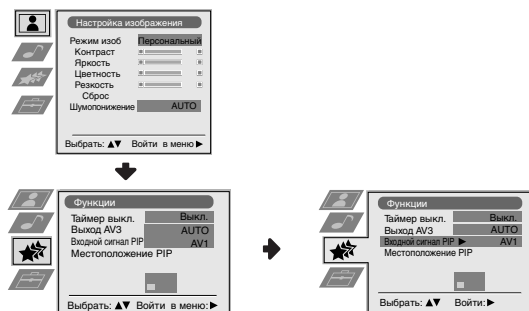 Настройка изображения
Режим изоб Персональный
Контраст
Яркость
Цветность
Резкость
Сброс
Шумопонижение AUTO
Выбрать: ▲▼ Войти в меню ▶
Функции
Таймер выкл. Выкл.
Выход AV3 AUTO
Входной сигнал PIP AV1
Местоположение PIP
Выбрать: ▲▼ Войти в меню: ▶
Функции
Таймер выкл. Выкл.
Выход AV3 AUTO
Входной сигнал PIP ▶ AV1
Местоположение PIP
Выбрать: ▲▼ Войти: ▶